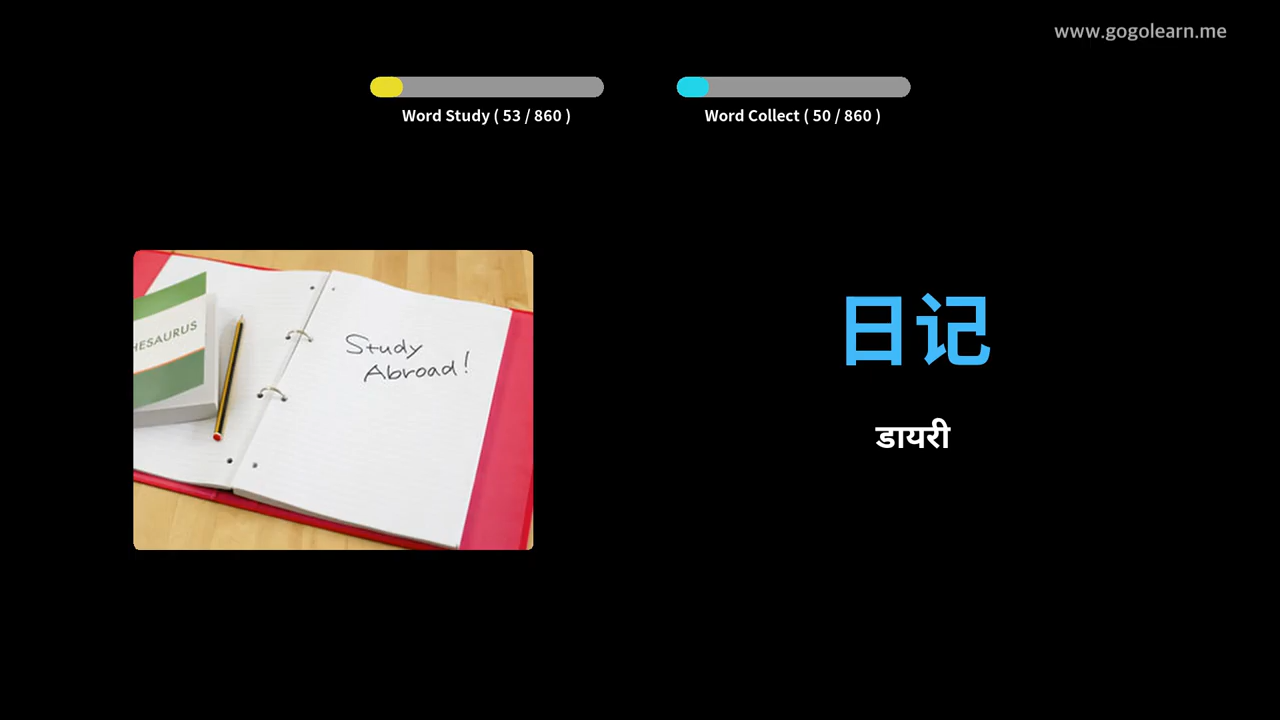 www.gogolearn.me
Word Study ( 53 / 860 )
Word Collect ( 50 / 860 )
HESAURUS
Study
Abroad!
日记
डायरी